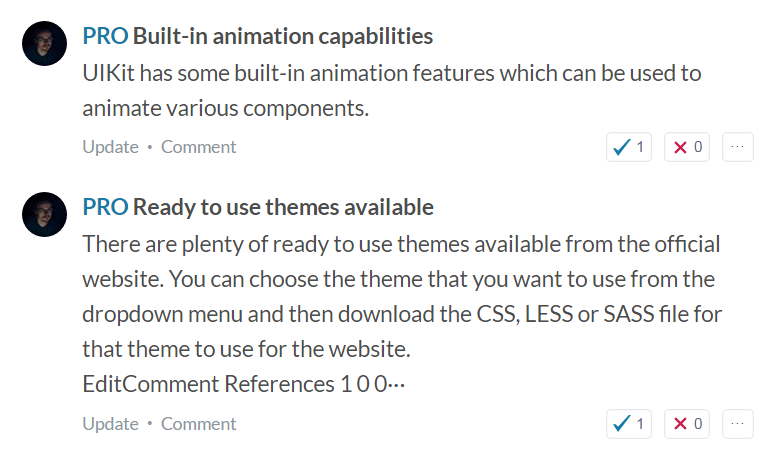 PRO Built-in animation capabilities
UIKit has some built-in animation features which can be used to
animate various components.
Update • Comment 1 0 ...
PRO Ready to use themes available
There are plenty of ready to use themes available from the official
website. You can choose the theme that you want to use from the
dropdown menu and then download the CSS, LESS or SASS file for
that theme to use for the website.
EditComment References 1 0 0···
Update • Comment 1 0 ...